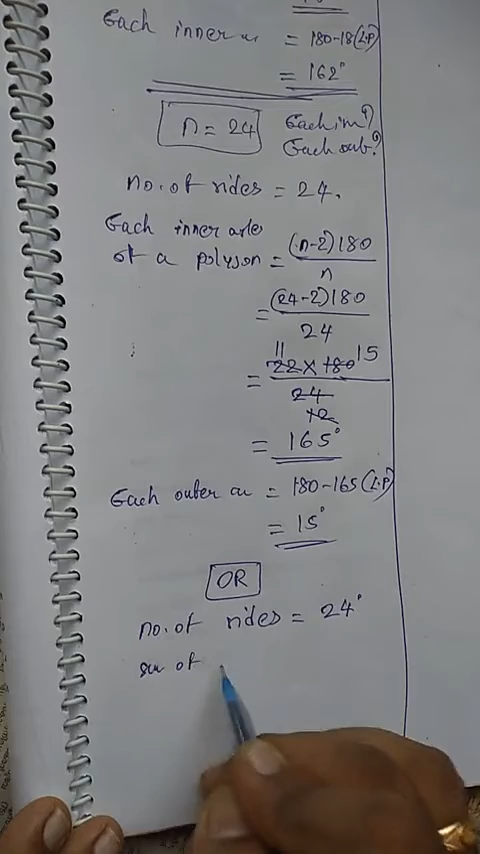 Each inner a = 180-18(L.P)
= 162°
n = 24 Each in?
Each out?
no. of sides = 24.
Each inner
of a polygon = (n-2)180 / n
= (24-2)180 / 24
= 22 x 180 / 24
11 15
12
= 165°
Each outer a = 180-165(L.P)
= 15°
OR
no. of sides = 24°
su of